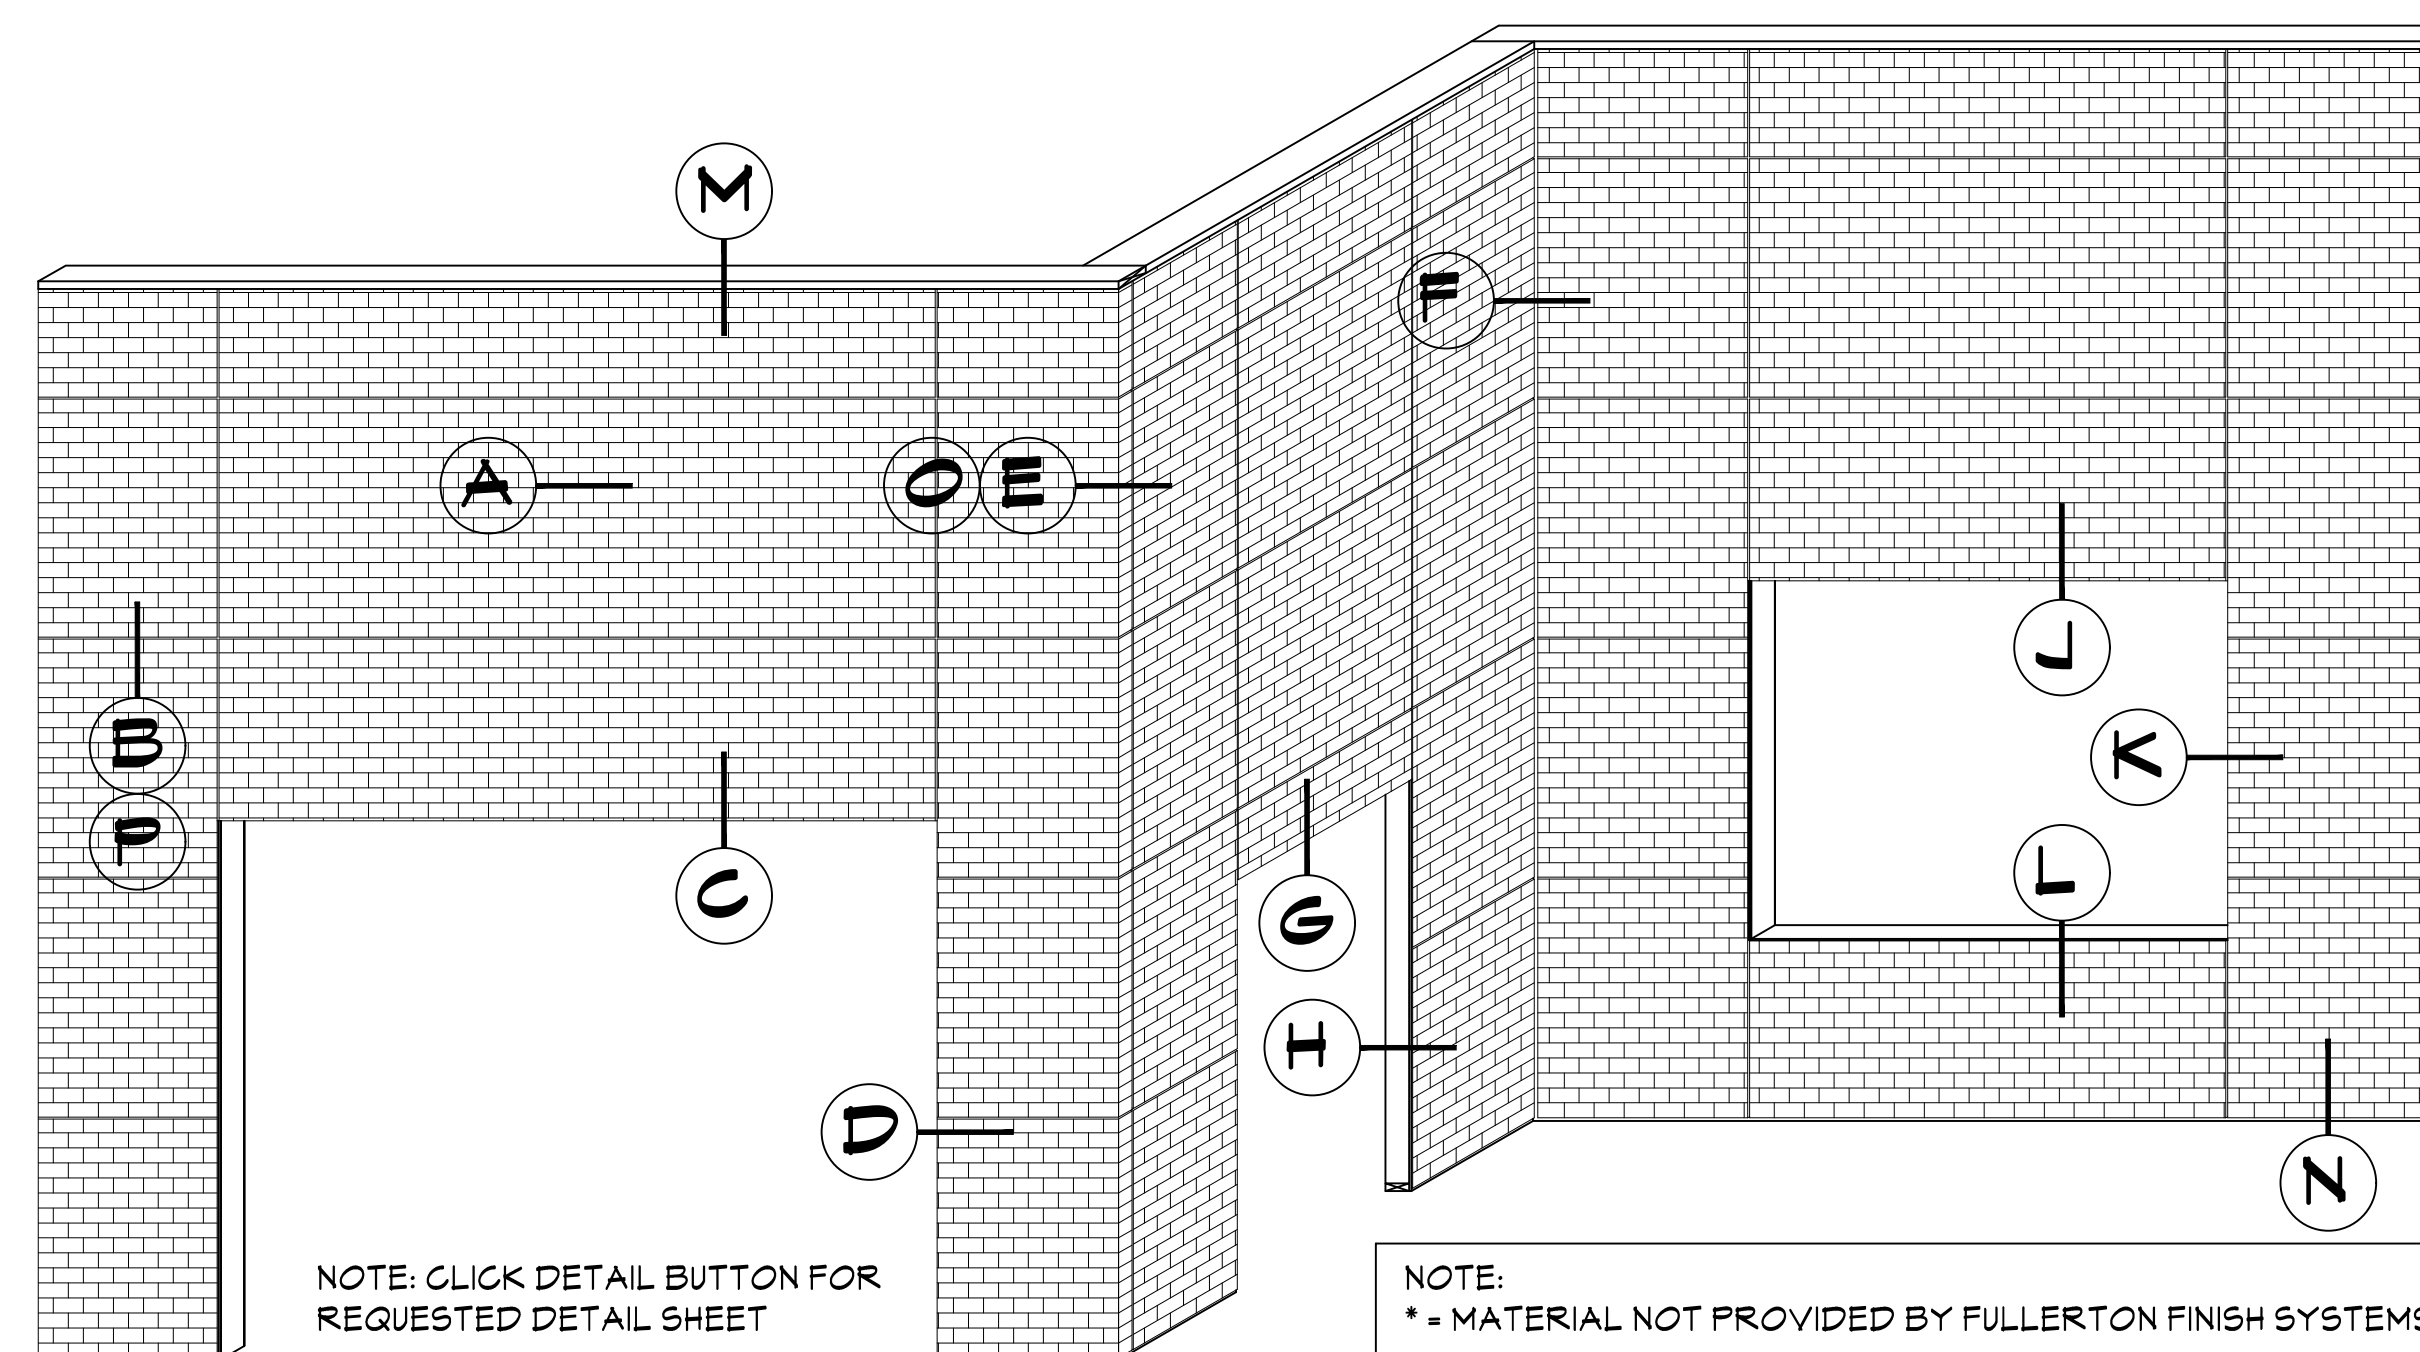 M
F
A
O E
J
B
K
P
L
C
G
H
D
N
NOTE: CLICK DETAIL BUTTON FOR
REQUESTED DETAIL SHEET
NOTE:
* = MATERIAL NOT PROVIDED BY FULLERTON FINISH SYSTEMS